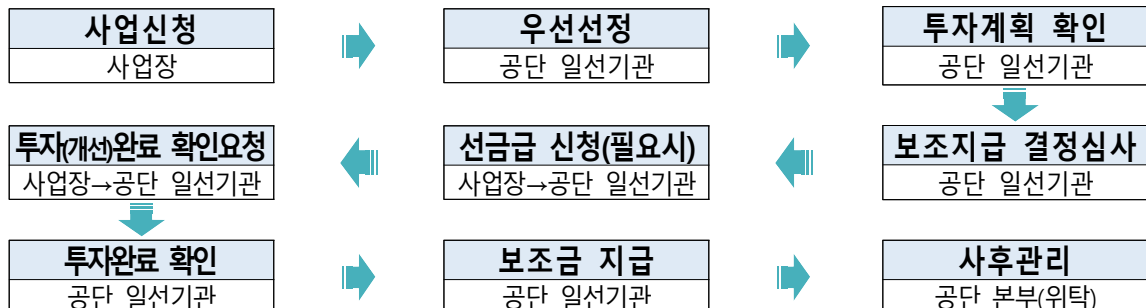 사업신청
사업장
우선선정
공단 일선기관
투자계획 확인
공단 일선기관
보조지급 결정심사
공단 일선기관
선금급 신청(필요시)
사업장→공단 일선기관
투자(개선)완료 확인요청
사업장→공단 일선기관
투자완료 확인
공단 일선기관
보조금 지급
공단 일선기관
사후관리
공단 본부(위탁)